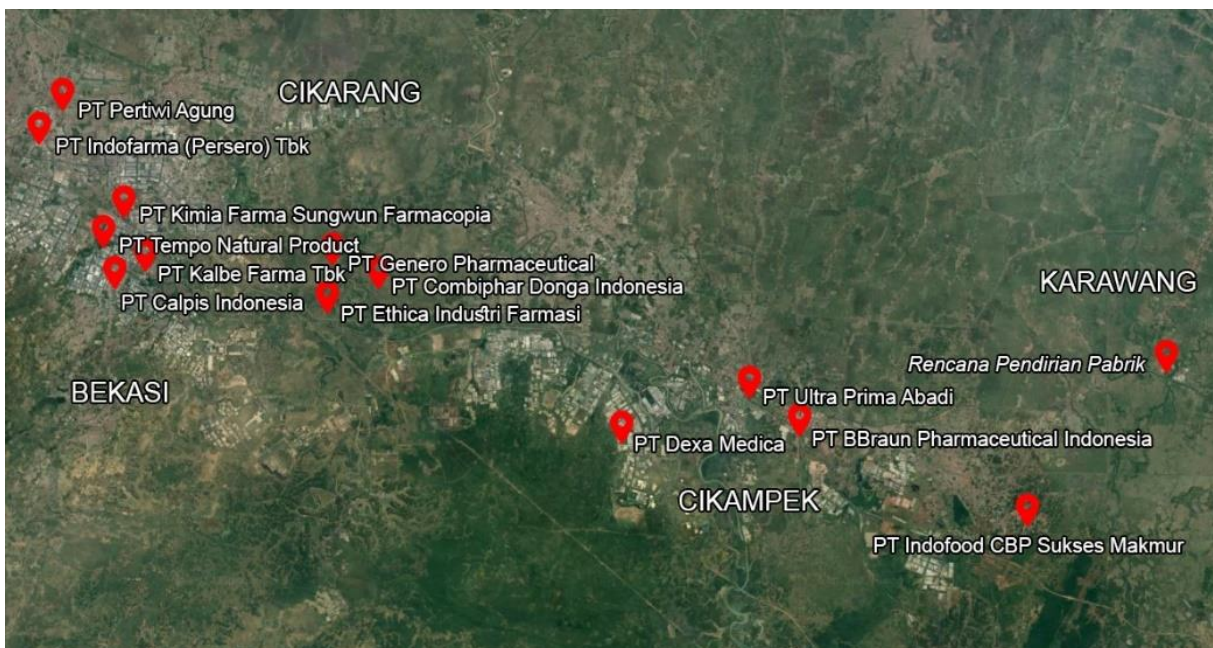 CIKARANG
PT Pertiwi Agung
PT Indofarma (Persero) Tbk
PT Kimia Farma Sungwun Farmacopia
PT Tempo Natural Product
PT Genero Pharmaceutical
PT Kalbe Farma Tbk
PT Combiphar Donga Indonesia
PT Calpis Indonesia
PT Ethica Industri Farmasi
KARAWANG
Rencana Pendirian Pabrik
BEKASI
PT Ultra Prima Abadi
PT Dexa Medica
PT BBraun Pharmaceutical Indonesia
CIKAMPEK
PT Indofood CBP Sukses Makmur